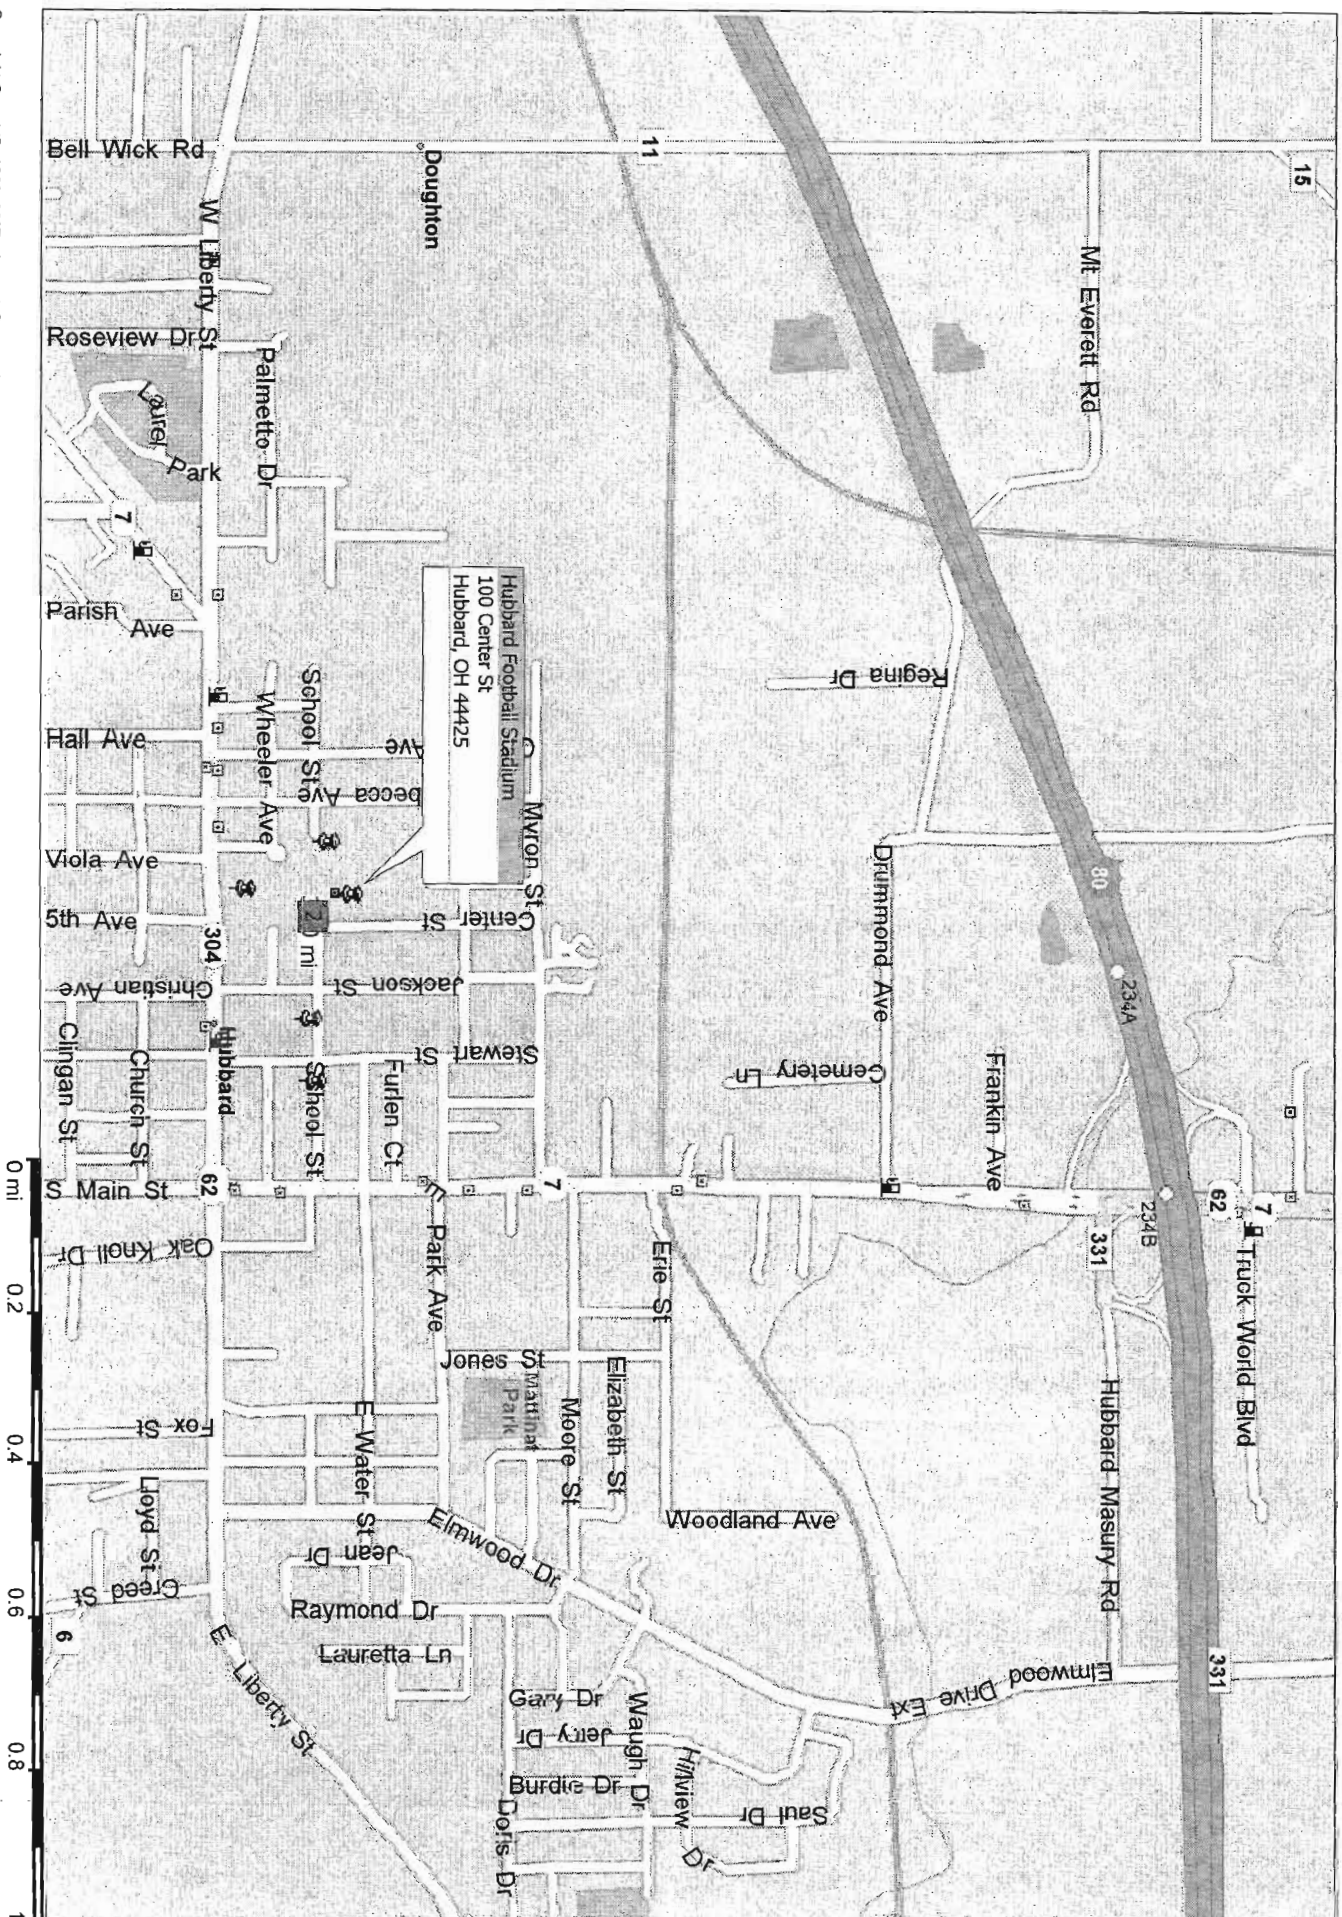 15
11
Bell Wick Rd
Doughton
Mt Everett Rd
W Liberty St
Roseview Dr
Palmetto Dr
Laurel
Park
7
Parish
Ave
Regina Dr
Hubbard Football Stadium
100 Center St
Hubbard, OH 44425
School St
Wheeler Ave
Hall Ave
Ave
becca Ave
Myron St
Viola Ave
5th Ave
304
Center St
mi
Drummond Ave
80
234A
Christian Ave
Jackson St
Hubbard
Stewart St
Cemetery Ln
Frankin Ave
Clingan St
Church St
School St
Furlen Ct
S Main St
62
7
234B
62
7
331
Oak Knoll Dr
Park Ave
Erie St
Truck World Blvd
Jones St
Park
Elizabeth St
Moore St
Hubbard Masury Rd
Fox St
E Water St
Lloyd St
Elmwood Dr
Woodland Ave
Jean Dr
Creed St
Raymond Dr
6
Lauretta Ln
E Liberty St
Elmwood Drive Ext
331
Gary Dr
Waugh Dr
Jerry Dr
Hillview Dr
Burdie Dr
Saul Dr
Doris Dr
0 mi
0.2
0.4
0.6
0.8